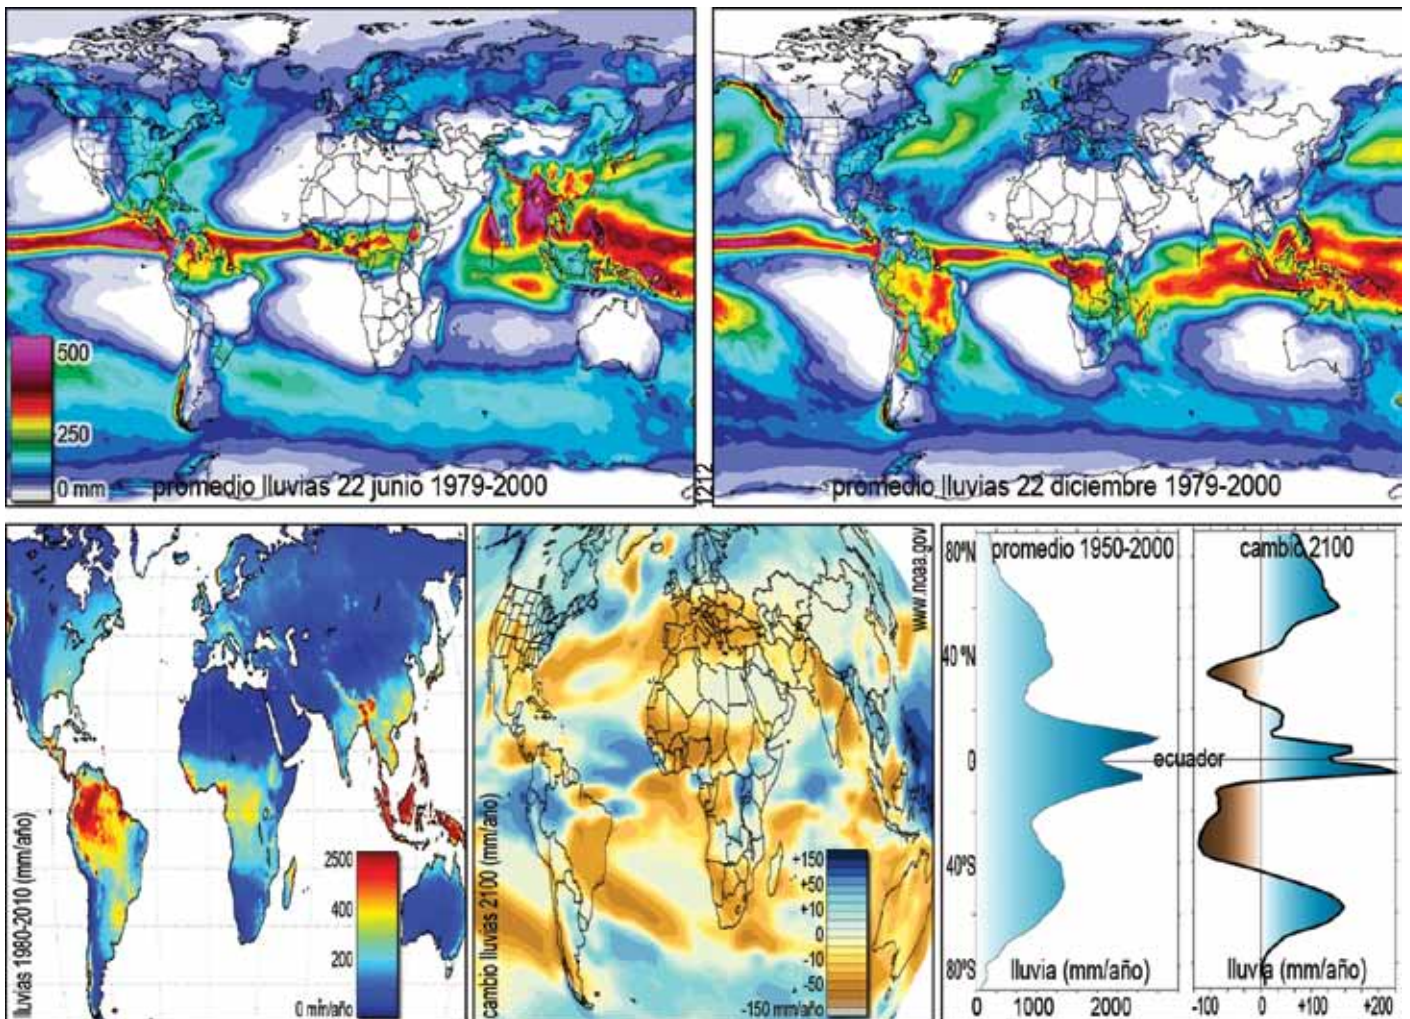 500
250
0 mm
promedio lluvias 22 junio 1979-2000
1212
promedio lluvias 22 diciembre 1979-2000
lluvias 1980-2010 (mm/año)
2500
400
200
0 mm/año
cambio lluvias 2100 (mm/año)
www.noaa.gov
+150
+50
+10
0
-10
-50
-150 mm/año
80ºN
40 ºN
0
40ºS
80ºS
promedio 1950-2000
ecuador
lluvia (mm/año)
0 1000 2000
cambio 2100
lluvia (mm/año)
-100 0 +100 +200